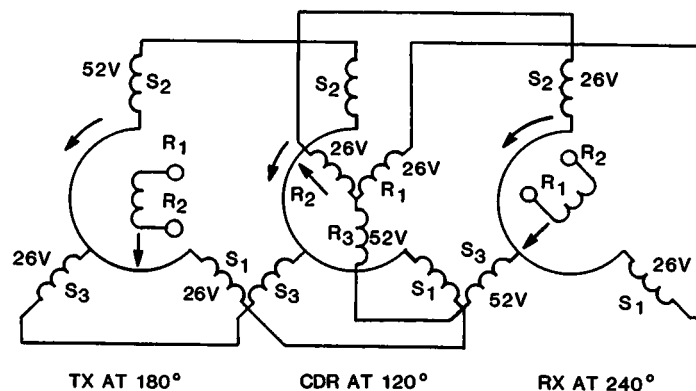 52V
S2
R1
R2
26V
S3
S1
26V
TX AT 180°
S2
26V
26V
R2
R1
R3
52V
S3
S1
CDR AT 120°
S2
26V
R2
R1
S3
52V
26V
S1
RX AT 240°